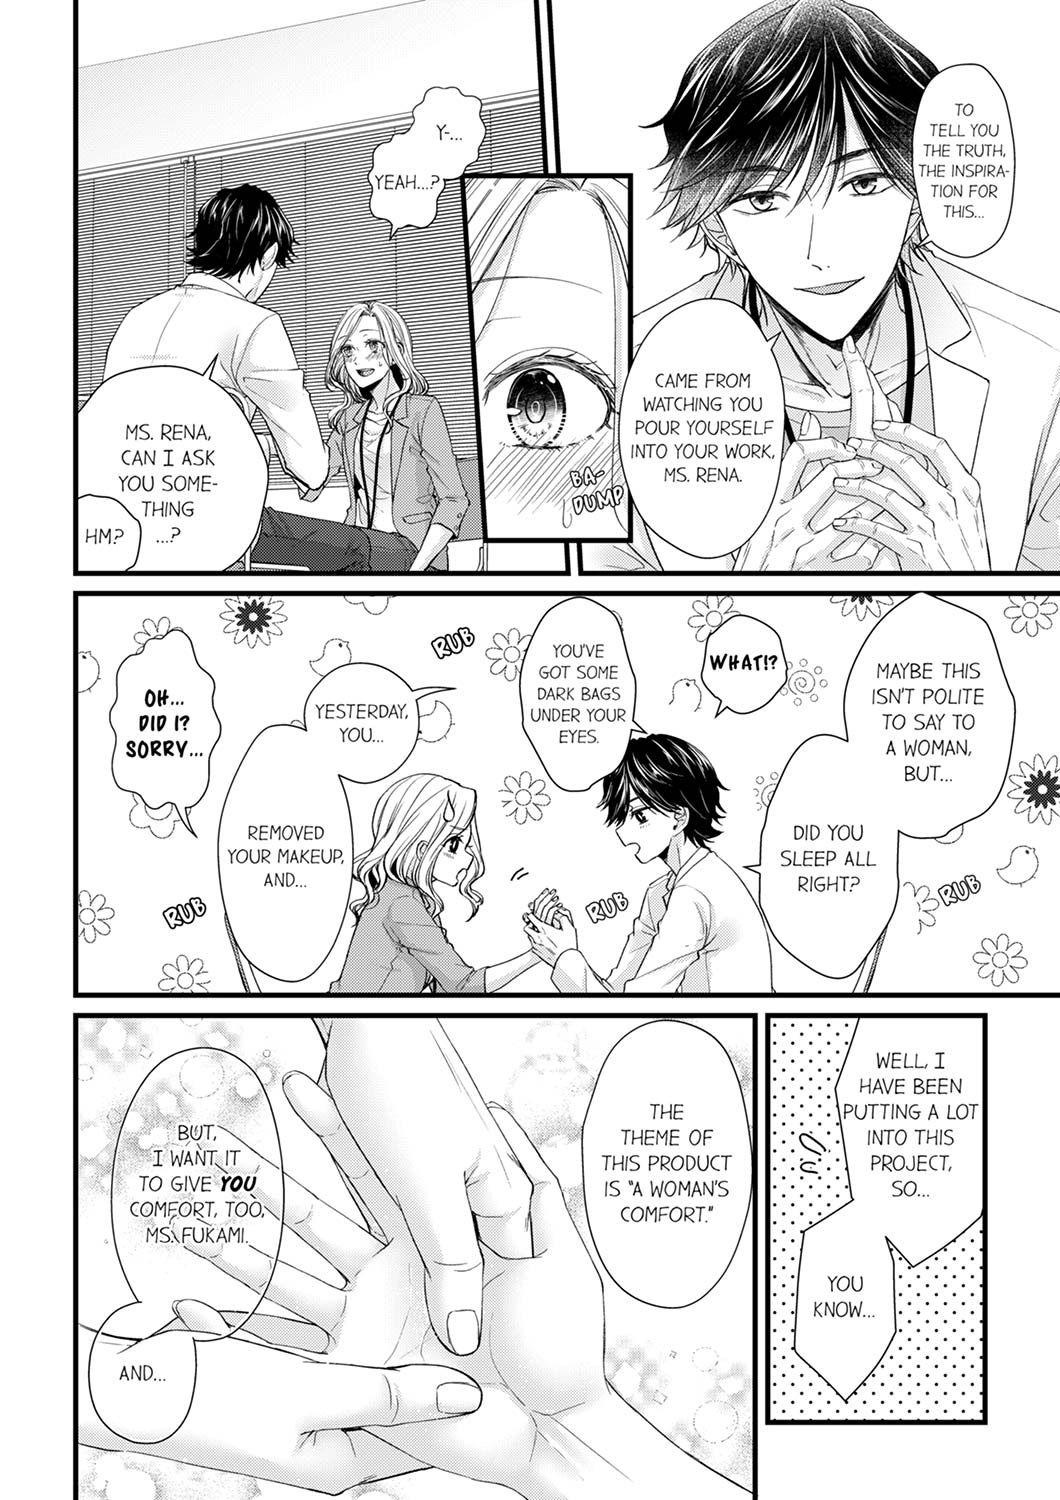 TO
TELL YOU
THE TRUTH,
THE INSPIRA-
TION FOR
THIS...
CAME FROM
WATCHING YOU
POUR YOURSELF
INTO YOUR WORK,
MS. RENA.
BA-
DUMP
Y-...
YEAH...?
MS. RENA,
CAN I ASK
YOU SOME-
THING
...?
HM?
MAYBE THIS
ISN'T POLITE
TO SAY TO
A WOMAN,
BUT...
DID YOU
SLEEP ALL
RIGHT?
WHAT!?
YOU'VE
GOT SOME
DARK BAGS
UNDER YOUR
EYES.
RUB
RUB
RUB
RUB
YESTERDAY,
YOU...
REMOVED
YOUR MAKEUP,
AND...
OH...
DID I?
SORRY...
WELL, I
HAVE BEEN
PUTTING A LOT
INTO THIS
PROJECT,
SO...
YOU
KNOW...
THE
THEME OF
THIS PRODUCT
IS "A WOMAN'S
COMFORT."
BUT,
I WANT IT
TO GIVE YOU
COMFORT, TOO,
MS. FUKAMI.
AND...